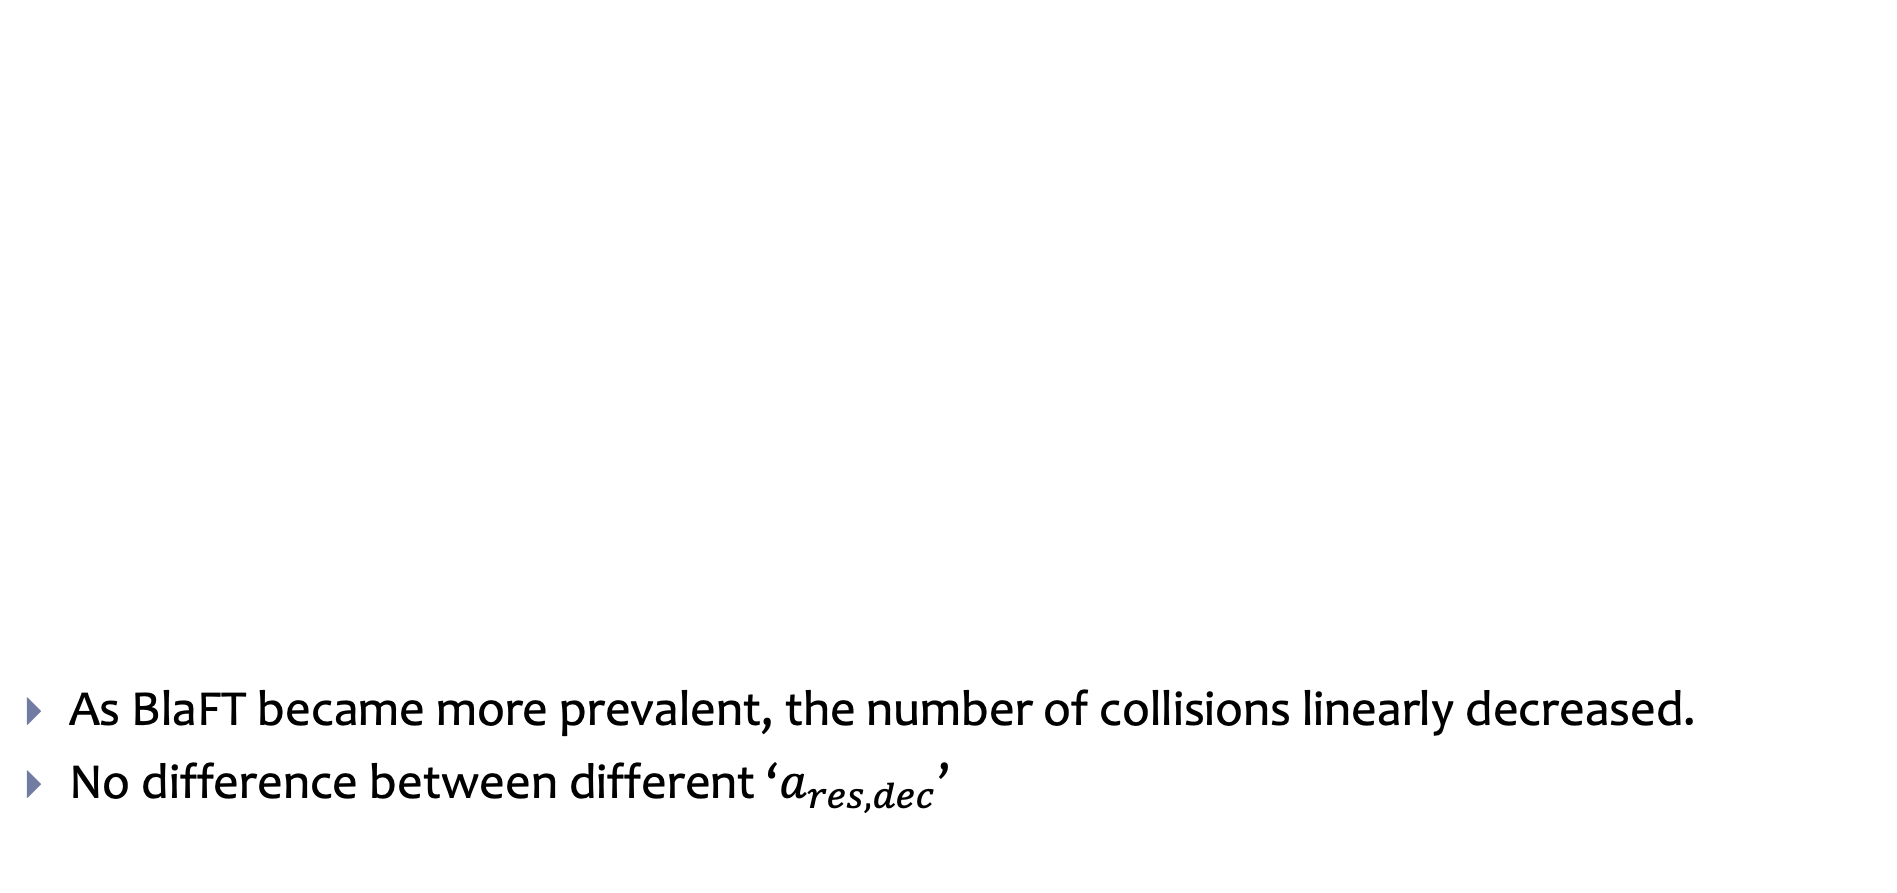 As BlaFT became more prevalent, the number of collisions linearly decreased.
No difference between different ‘a_{res,dec}’